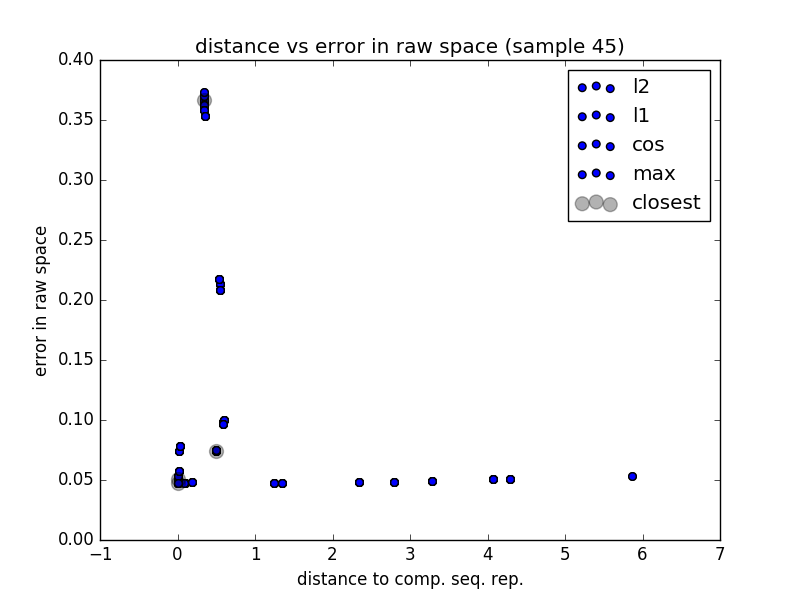 distance vs error in raw space (sample 45)
0.40
0.35
0.30
0.25
0.20
0.15
0.10
0.05
0.00
error in raw space
l2
l1
cos
max
closest
−1 0 1 2 3 4 5 6 7
distance to comp. seq. rep.